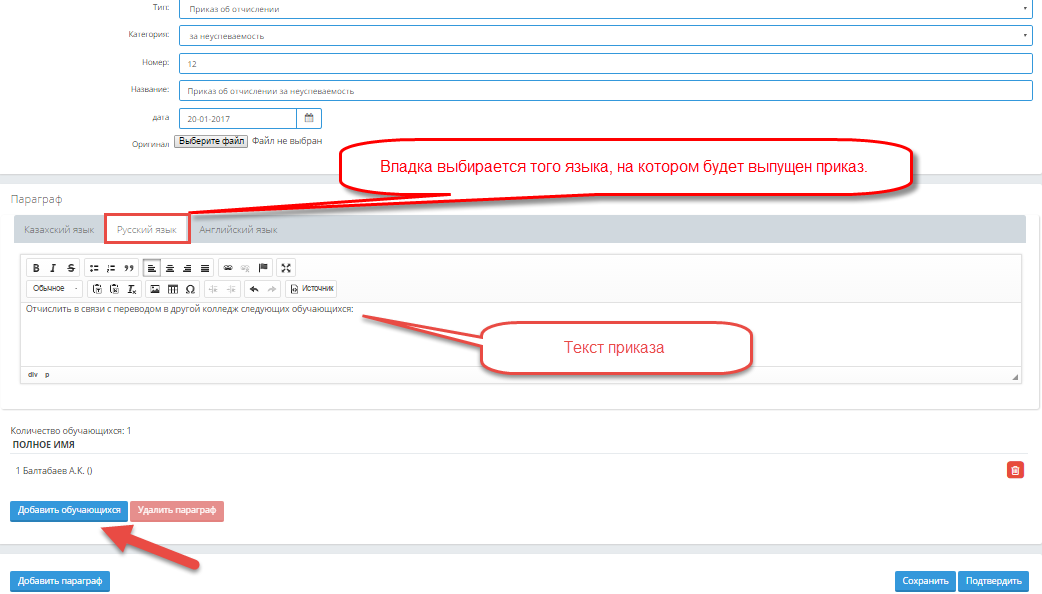 Тип: Приказ об отчислении
Категория: за неуспеваемость
Номер: 12
Название: Приказ об отчислении за неуспеваемость
дата 20-01-2017
Оригинал Выберите файл Файл не выбран
Впадка выбирается того языка, на котором будет выпущен приказ.
Параграф
Казахский язык Русский язык Английский язык
Обычное Источник
Отчислить в связи с переводом в другой колледж следующих обучающихся:
Текст приказа
div p
Количество обучающихся: 1
ПОЛНОЕ ИМЯ
1 Балтабаев А.К. ()
Добавить обучающихся Удалить параграф
Добавить параграф Сохранить Подтвердить